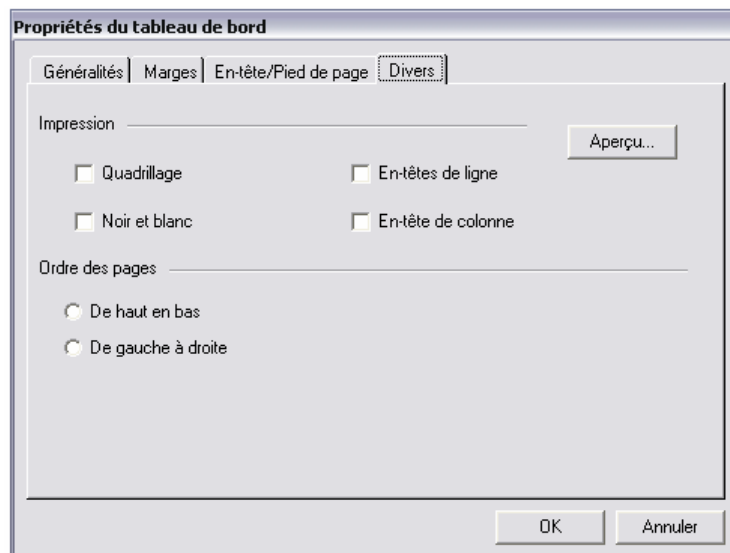 Propriétés du tableau de bord
Généralités Marges En-tête/Pied de page Divers
Impression
Aperçu...
Quadrillage En-têtes de ligne
Noir et blanc En-tête de colonne
Ordre des pages
De haut en bas
De gauche à droite
OK Annuler